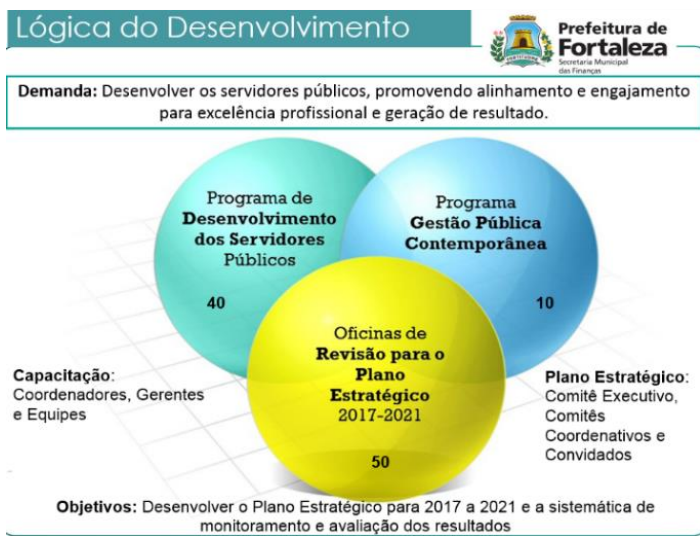 Lógica do Desenvolvimento
Prefeitura de
Fortaleza
Secretaria Municipal
das Finanças
Demanda: Desenvolver os servidores públicos, promovendo alinhamento e engajamento
para excelência profissional e geração de resultado.
Programa de
Desenvolvimento
dos Servidores
Públicos
40
Programa
Gestão Pública
Contemporânea
10
Oficinas de
Revisão para o
Plano
Estratégico
2017-2021
50
Capacitação:
Coordenadores, Gerentes
e Equipes
Plano Estratégico:
Comitê Executivo,
Comitês
Coordenativos e
Convidados
Objetivos: Desenvolver o Plano Estratégico para 2017 a 2021 e a sistemática de
monitoramento e avaliação dos resultados